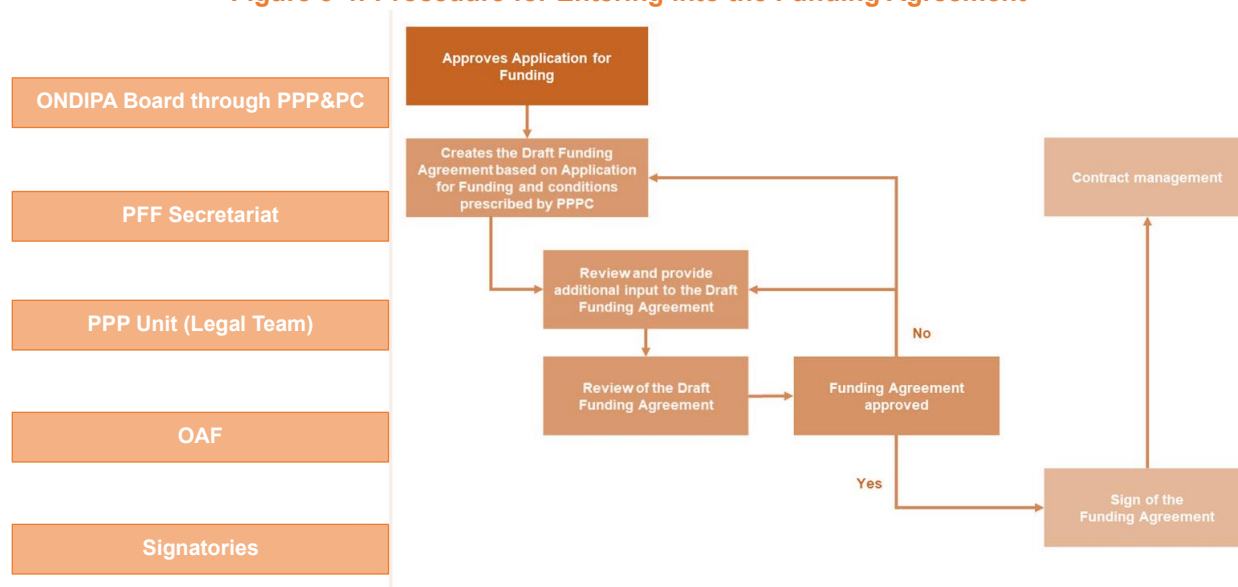 ONDIPA Board through PPP&PC
PFF Secretariat
PPP Unit (Legal Team)
OAF
Signatories
Approves Application for
Funding
Creates the Draft Funding
Agreement based on Application
for Funding and conditions
prescribed by PPPC
Review and provide
additional input to the Draft
Funding Agreement
Review of the Draft
Funding Agreement
Funding Agreement
approved
No
Yes
Contract management
Sign of the
Funding Agreement